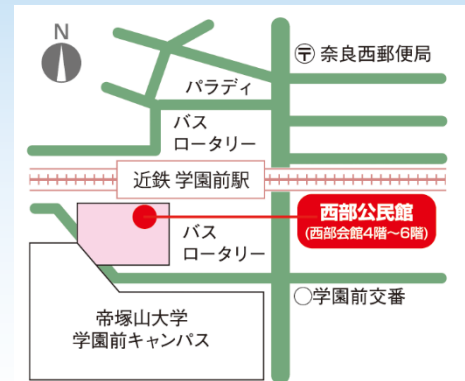 N
〒 奈良西郵便局
パラディ
バス
ロータリー
近鉄 学園前駅
西部公民館
(西部会館4階～6階)
バス
ロータリー
○学園前交番
帝塚山大学
学園前キャンパス